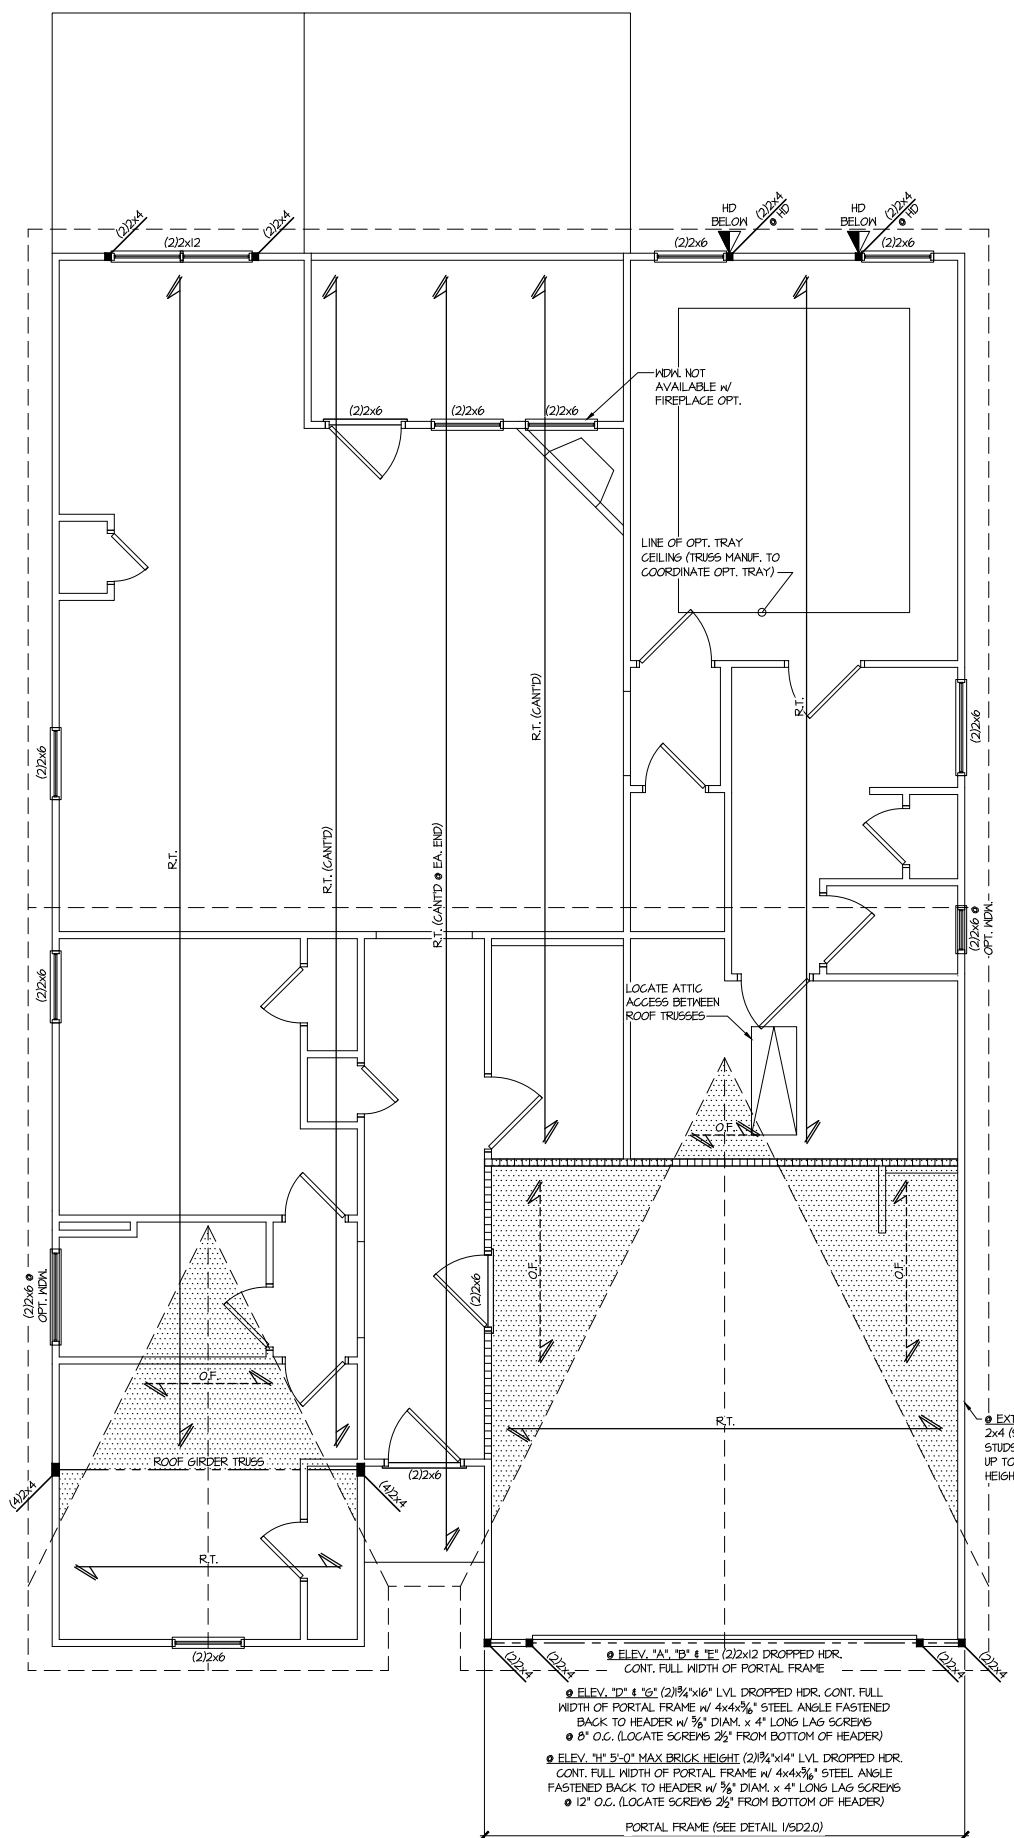 (2)2x4
(2)2x12
(2)2x4
HD
BELOW
(2)2x4
@ HD
HD
BELOW
(2)2x4
@ HD
(2)2x6
(2)2x6
WDW. NOT
AVAILABLE w/
FIREPLACE OPT.
(2)2x6
(2)2x6
(2)2x6
LINE OF OPT. TRAY
CEILING (TRUSS MANUF. TO
COORDINATE OPT. TRAY)
R.T. (CANT'D)
R.T.
(2)2x6
(2)2x6
R.T.
R.T. (CANT'D)
R.T. (CANT'D @ EA. END)
(2)2x6 @
OPT. WDW.
(2)2x6
LOCATE ATTIC
ACCESS BETWEEN
ROOF TRUSSES
O.F.
(2)2x6 @
OPT. WDW.
O.F.
(2)2x6
O.F.
O.F.
R.T.
@ EXT
2x4 (S
STUDS
UP TO
HEIGH
ROOF GIRDER TRUSS
(4)2x4
(4)2x4
(2)2x6
R.T.
(2)2x6
(2)2x4
(2)2x4
(2)2x4
(2)2x4
@ ELEV. "A", "B" & "E" (2)2x12 DROPPED HDR.
CONT. FULL WIDTH OF PORTAL FRAME
@ ELEV. "D" & "G" (2)1¾"x16" LVL DROPPED HDR. CONT. FULL
WIDTH OF PORTAL FRAME w/ 4x4x5/16" STEEL ANGLE FASTENED
BACK TO HEADER w/ ⅝" DIAM. x 4" LONG LAG SCREWS
@ 8" O.C. (LOCATE SCREWS 2½" FROM BOTTOM OF HEADER)
@ ELEV. "H" 5'-0" MAX BRICK HEIGHT (2)1¾"x14" LVL DROPPED HDR.
CONT. FULL WIDTH OF PORTAL FRAME w/ 4x4x5/16" STEEL ANGLE
FASTENED BACK TO HEADER w/ ⅝" DIAM. x 4" LONG LAG SCREWS
@ 12" O.C. (LOCATE SCREWS 2½" FROM BOTTOM OF HEADER)
PORTAL FRAME (SEE DETAIL 1/SD2.0)